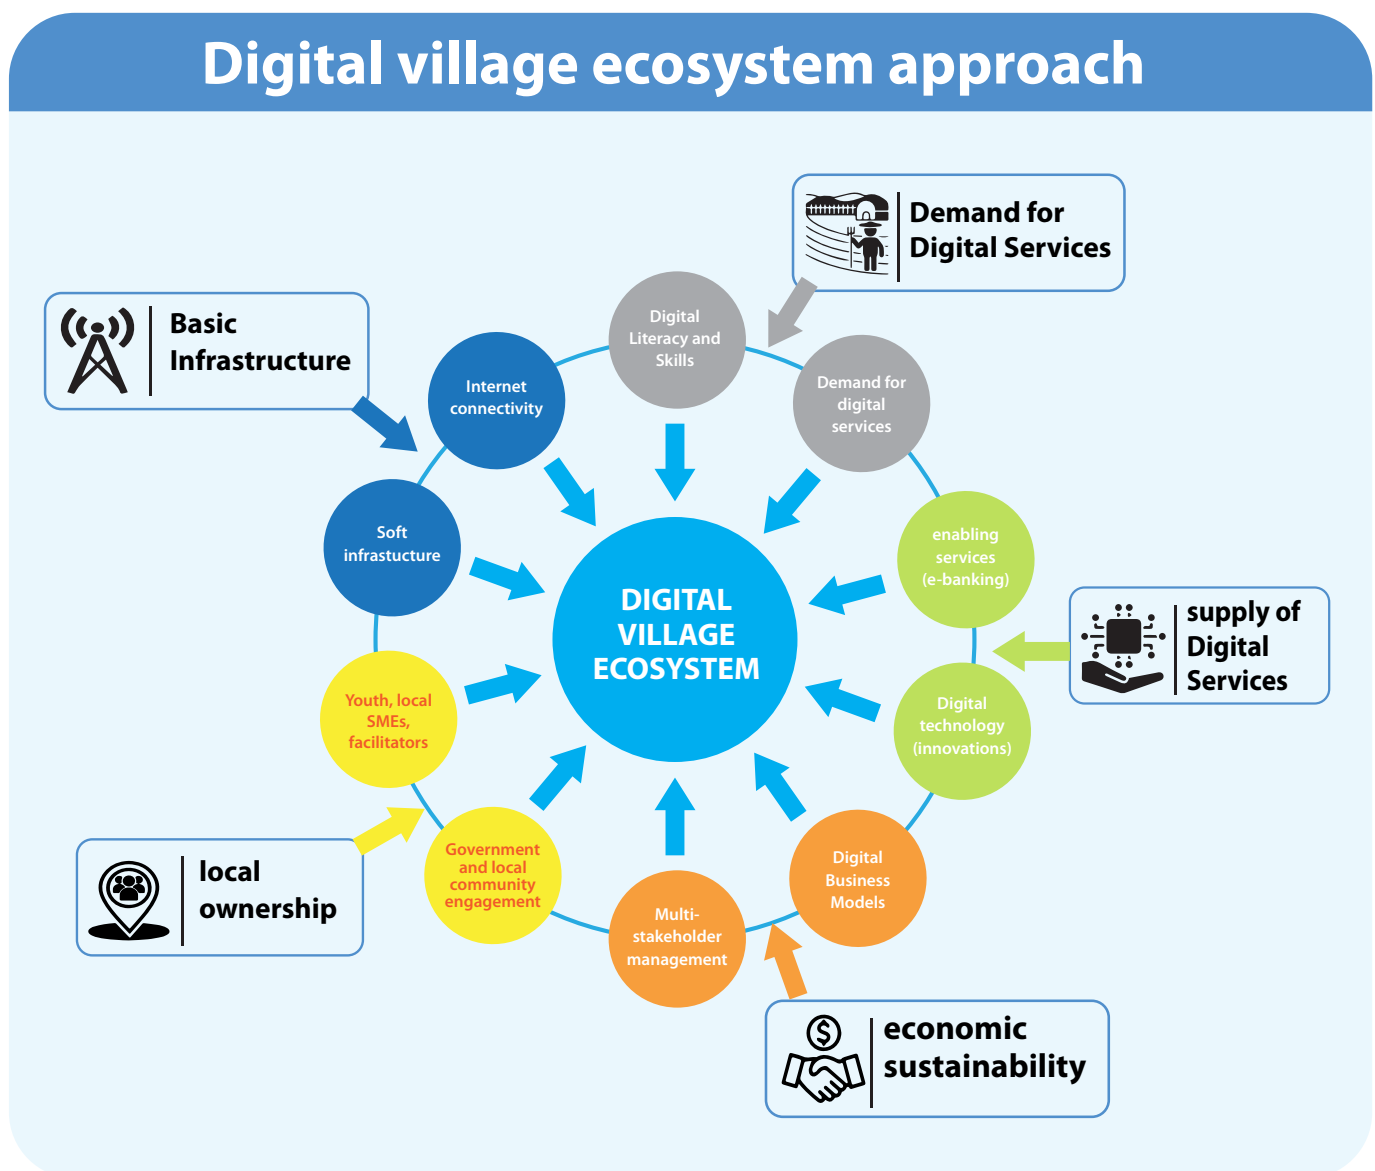 Digital village ecosystem approach
Demand for
Digital Services
Basic
Infrastructure
Digital
Literacy and
Skills
Internet
connectivity
Demand for
digital
services
Soft
infrastucture
enabling
services
(e-banking)
DIGITAL
VILLAGE
ECOSYSTEM
supply of
Digital
Services
Youth, local
SMEs,
facilitators
Digital
technology
(innovations)
Government
and local
community
engagement
Digital
Business
Models
local
ownership
Multi-
stakeholder
management
$
economic
sustainability